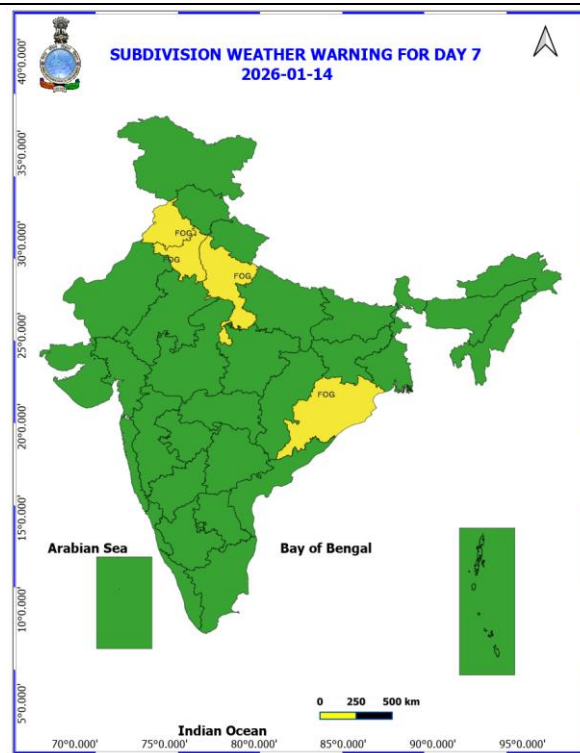 SUBDIVISION WEATHER WARNING FOR DAY 7
2026-01-14
40°0.000'
35°0.000'
30°0.000'
25°0.000'
20°0.000'
15°0.000'
10°0.000'
5°0.000'
FOG
FOG
FOG
FOG
Arabian Sea
Bay of Bengal
0 250 500 km
Indian Ocean
70°0.000' 75°0.000' 80°0.000' 85°0.000' 90°0.000' 95°0.000'